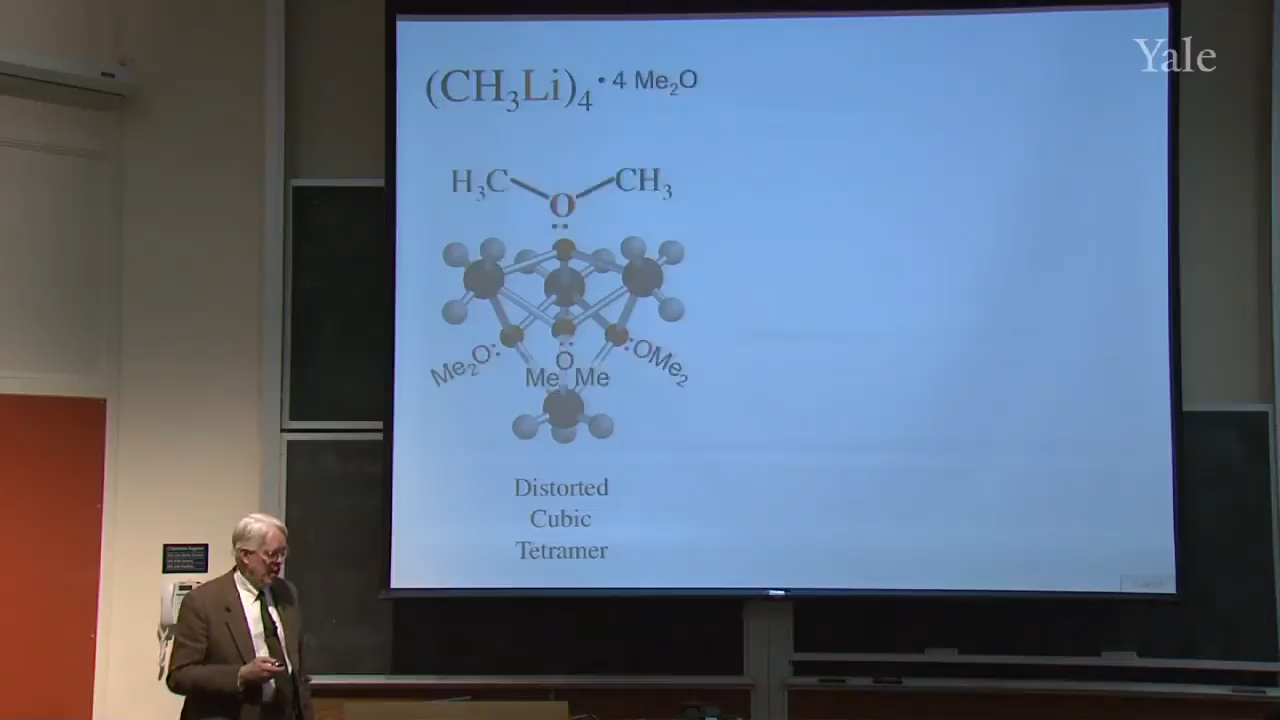 Yale
(CH₃Li)₄ · 4 Me₂O
H₃C CH₃
O
Me₂O: :OMe₂
O
Me Me
Distorted
Cubic
Tetramer